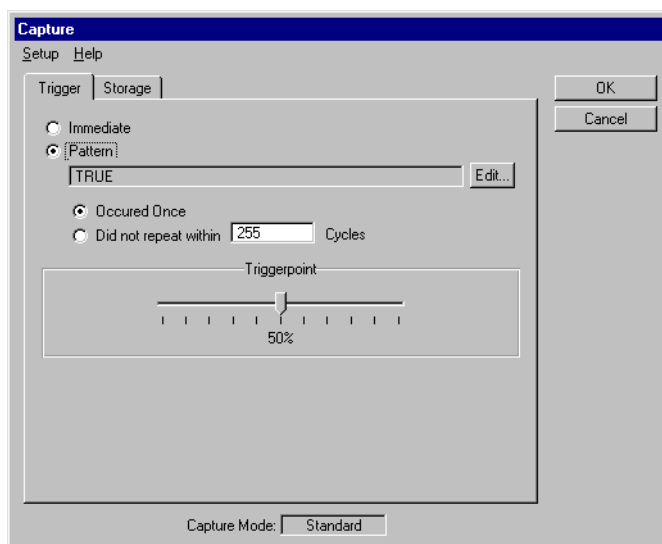 Capture
Setup Help
Trigger Storage
OK
Cancel
Immediate
Pattern
TRUE Edit...
Occured Once
Did not repeat within 255 Cycles
Triggerpoint
50%
Capture Mode: Standard